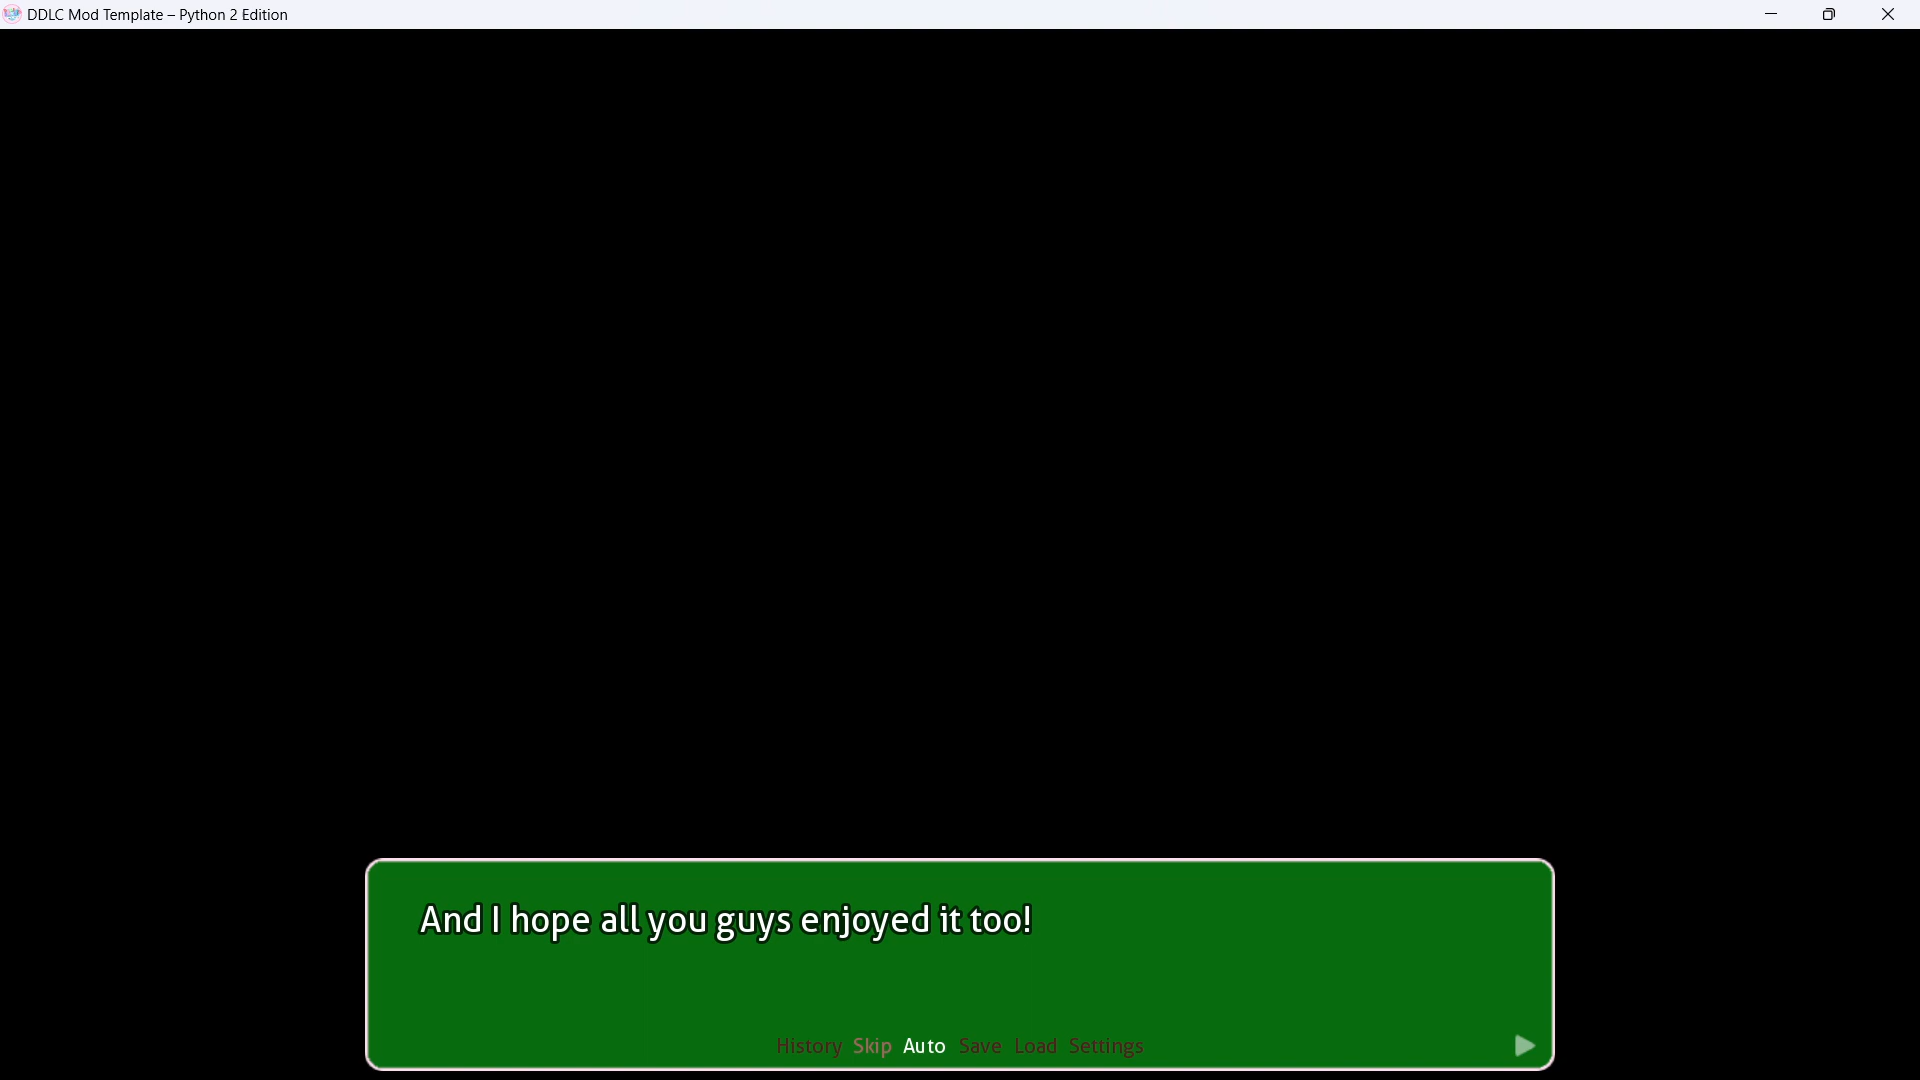 DDLC Mod Template – Python 2 Edition
And I hope all you guys enjoyed it too!
History Skip Auto Save Load Settings